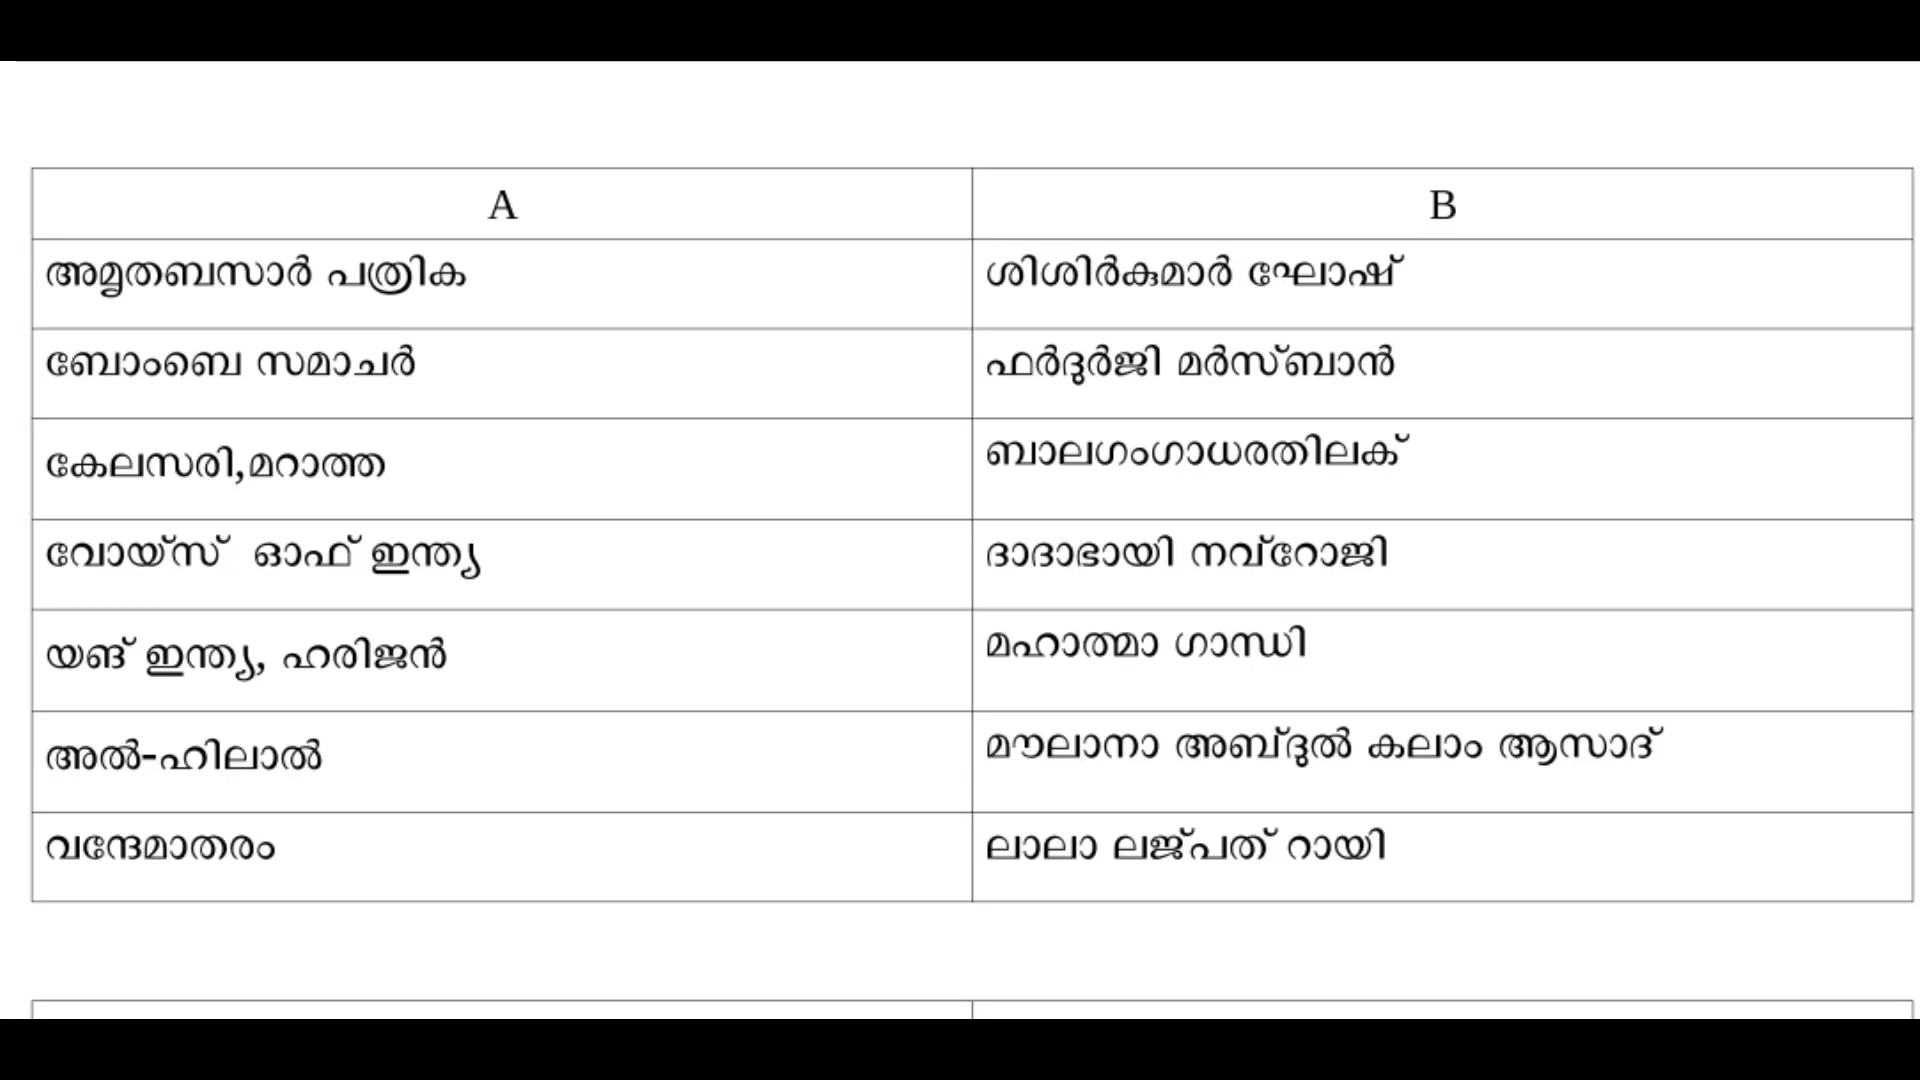 A B
അമൃതബസാർ പത്രിക ശിശിർകുമാർ ഘോഷ്
ബോംബെ സമാചർ ഫർദുർജി മർസ്ബാൻ
കേലസരി,മറാത്ത ബാലഗംഗാധരതിലക്
വോയ്സ് ഓഫ് ഇന്ത്യ ദാദാഭായി നവ്റോജി
യങ് ഇന്ത്യ, ഹരിജൻ മഹാത്മാ ഗാന്ധി
അൽ-ഹിലാൽ മൗലാനാ അബ്ദുൽ കലാം ആസാദ്
വന്ദേമാതരം ലാലാ ലജ്പത് റായി